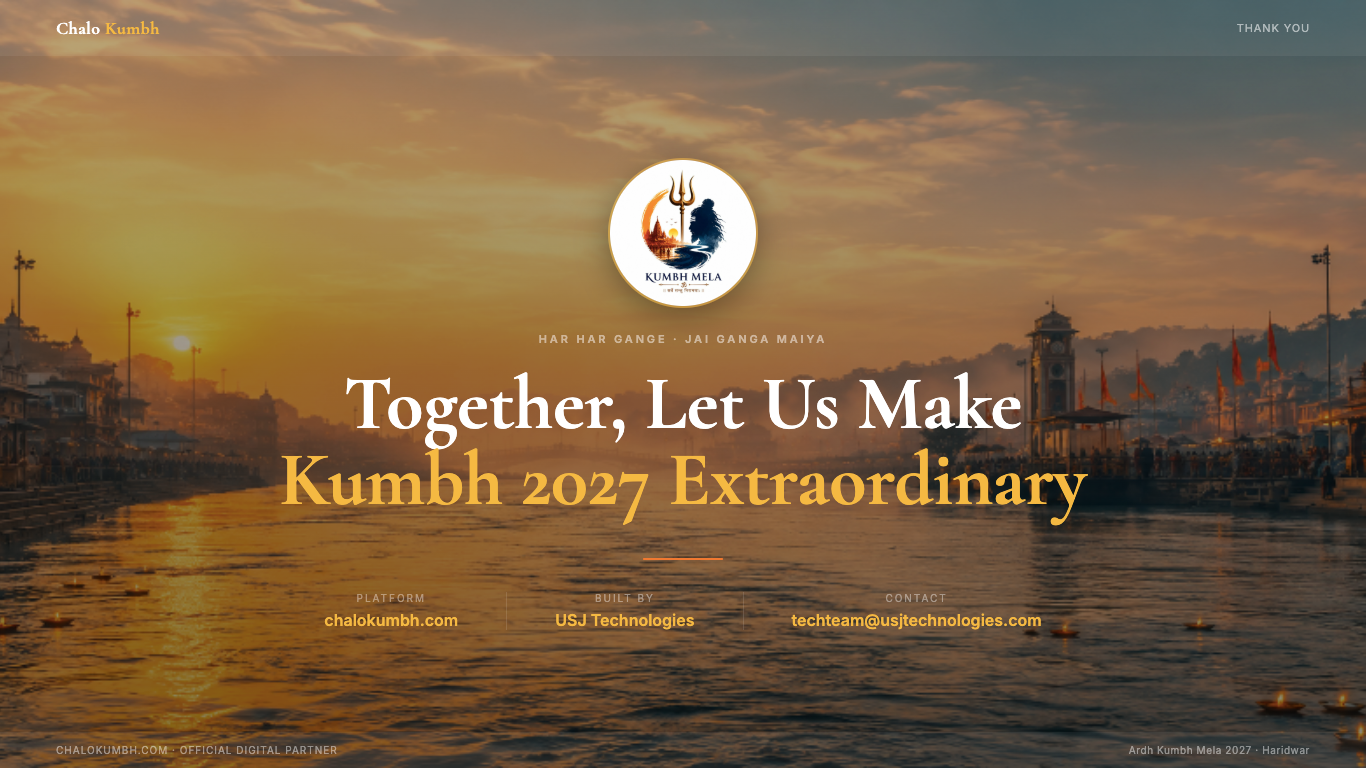 Chalo Kumbh
THANK YOU
KUMBH MELA
HAR HAR GANGE · JAI GANGA MAIYA
Together, Let Us Make
Kumbh 2027 Extraordinary
PLATFORM
chalokumbh.com
BUILT BY
USJ Technologies
CONTACT
techteam@usjtechnologies.com
CHALOKUMBH.COM · OFFICIAL DIGITAL PARTNER
Ardh Kumbh Mela 2027 · Haridwar